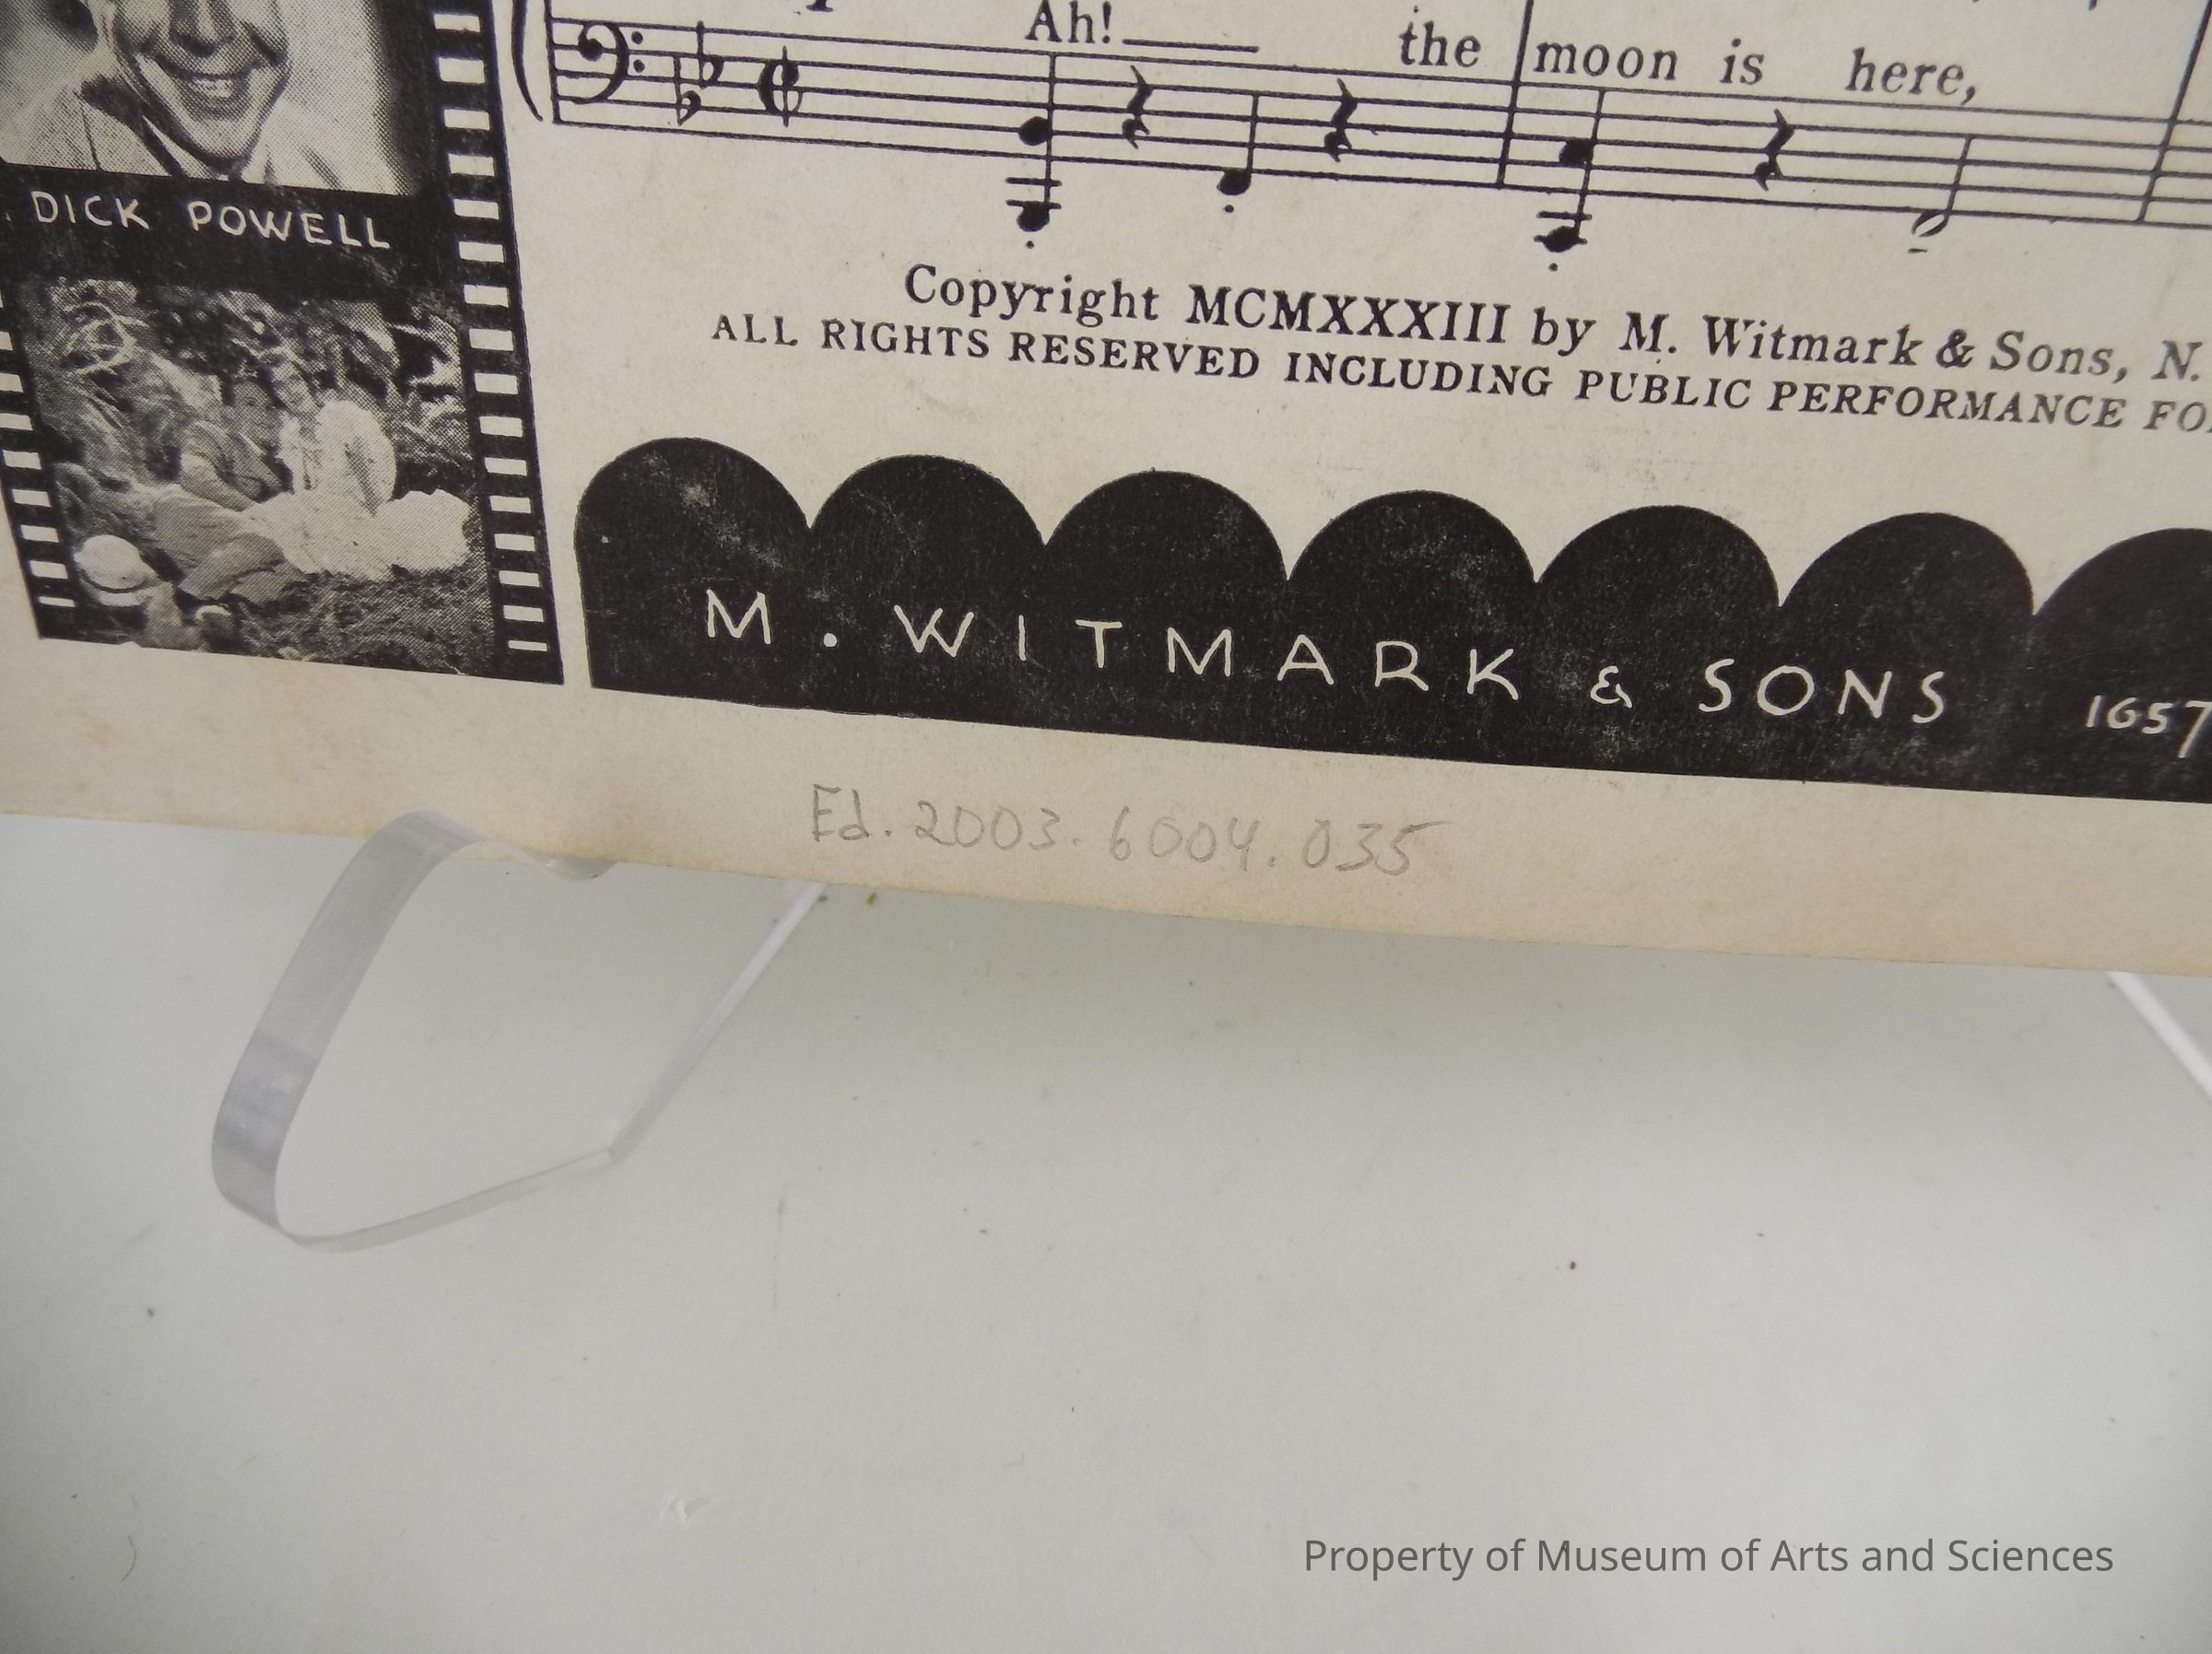 Ah!____ the moon is here,
DICK POWELL
Copyright MCMXXXIII by M. Witmark & Sons, N.
ALL RIGHTS RESERVED INCLUDING PUBLIC PERFORMANCE
M. WITMARK & SONS 1657
Ed. 2003. 6004. 035
Property of Museum of Arts and Sciences